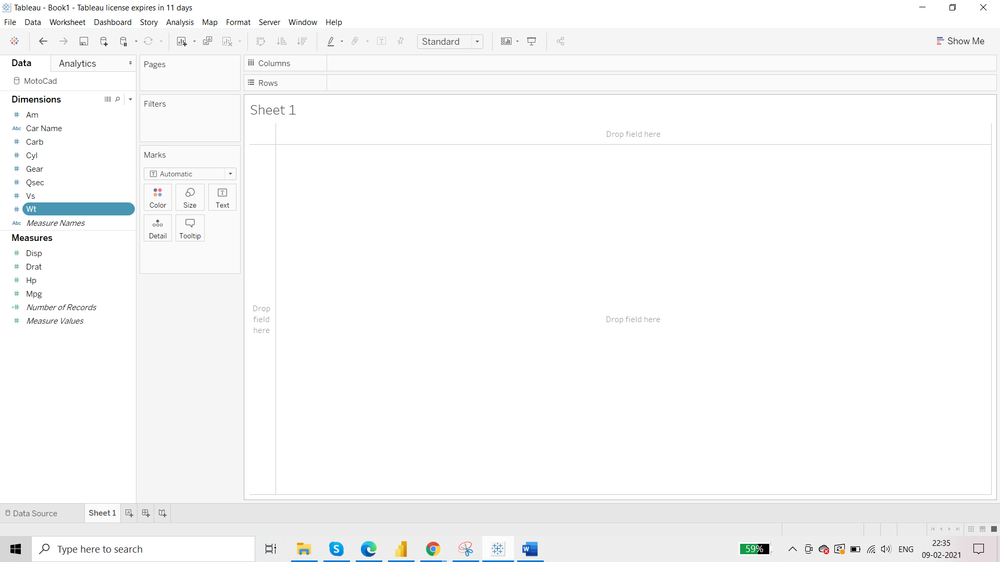 Tableau - Book1 - Tableau license expires in 11 days
File Data Worksheet Dashboard Story Analysis Map Format Server Window Help
Standard
Show Me
Data Analytics
MotoCad
Dimensions
# Am
Abc Car Name
# Carb
# Cyl
# Gear
# Qsec
# Vs
# Wt
Abc Measure Names
Measures
# Disp
# Drat
# Hp
# Mpg
=# Number of Records
# Measure Values
Pages
Filters
Marks
T Automatic
Color Size T Text
Detail Tooltip
Columns
Rows
Sheet 1
Drop field here
Drop
field
here
Drop field here
Data Source Sheet 1
Type here to search
59%
ENG
22:35
09-02-2021